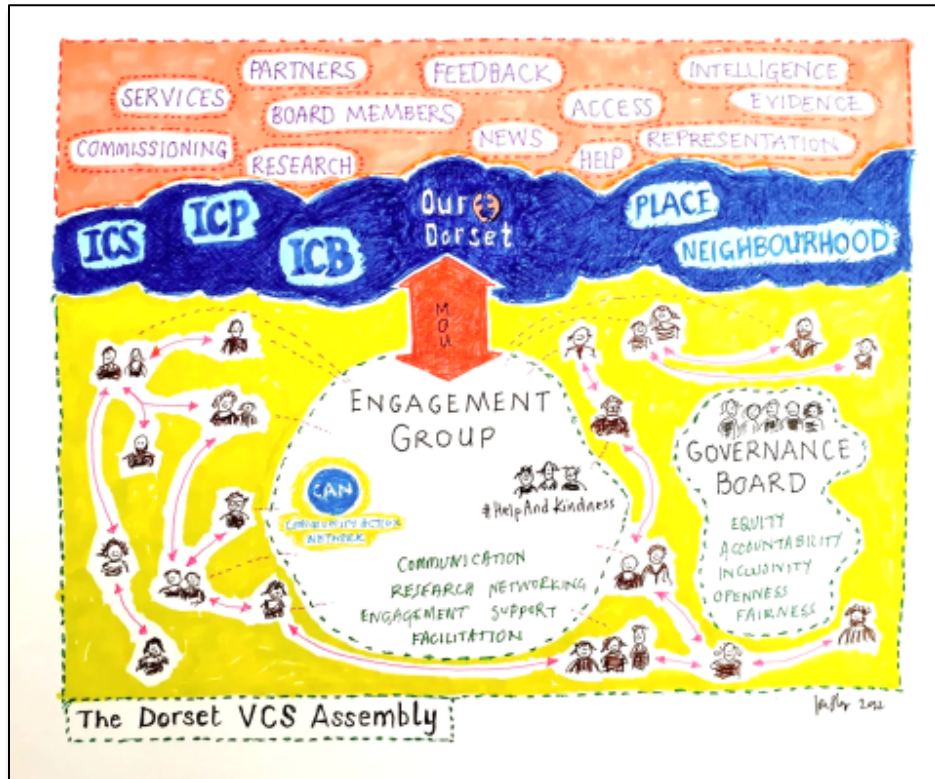 PARTNERS
FEEDBACK
INTELLIGENCE
SERVICES
BOARD MEMBERS
ACCESS
EVIDENCE
COMMISSIONING
RESEARCH
NEWS
HELP
REPRESENTATION
ICS
ICP
ICB
Our
Dorset
PLACE
NEIGHBOURHOOD
MOU
ENGAGEMENT
GROUP
CAN
COMMUNITY ACTION
NETWORK
#HelpAndKindness
COMMUNICATION
RESEARCH NETWORKING
ENGAGEMENT SUPPORT
FACILITATION
GOVERNANCE
BOARD
EQUITY
ACCOUNTABILITY
INCLUSIVITY
OPENNESS
FAIRNESS
The Dorset VCS Assembly
2022